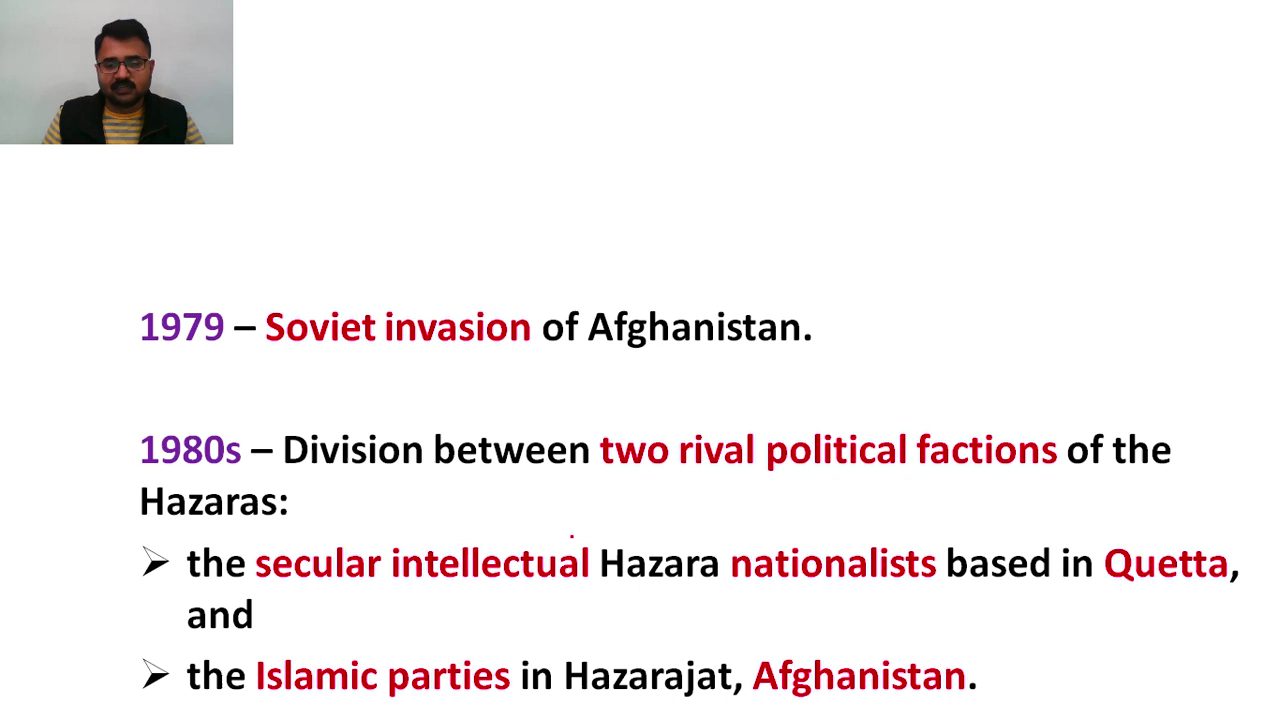 1979 – Soviet invasion of Afghanistan.
1980s – Division between two rival political factions of the
Hazaras:
➢ the secular intellectual Hazara nationalists based in Quetta,
and
➢ the Islamic parties in Hazarajat, Afghanistan.